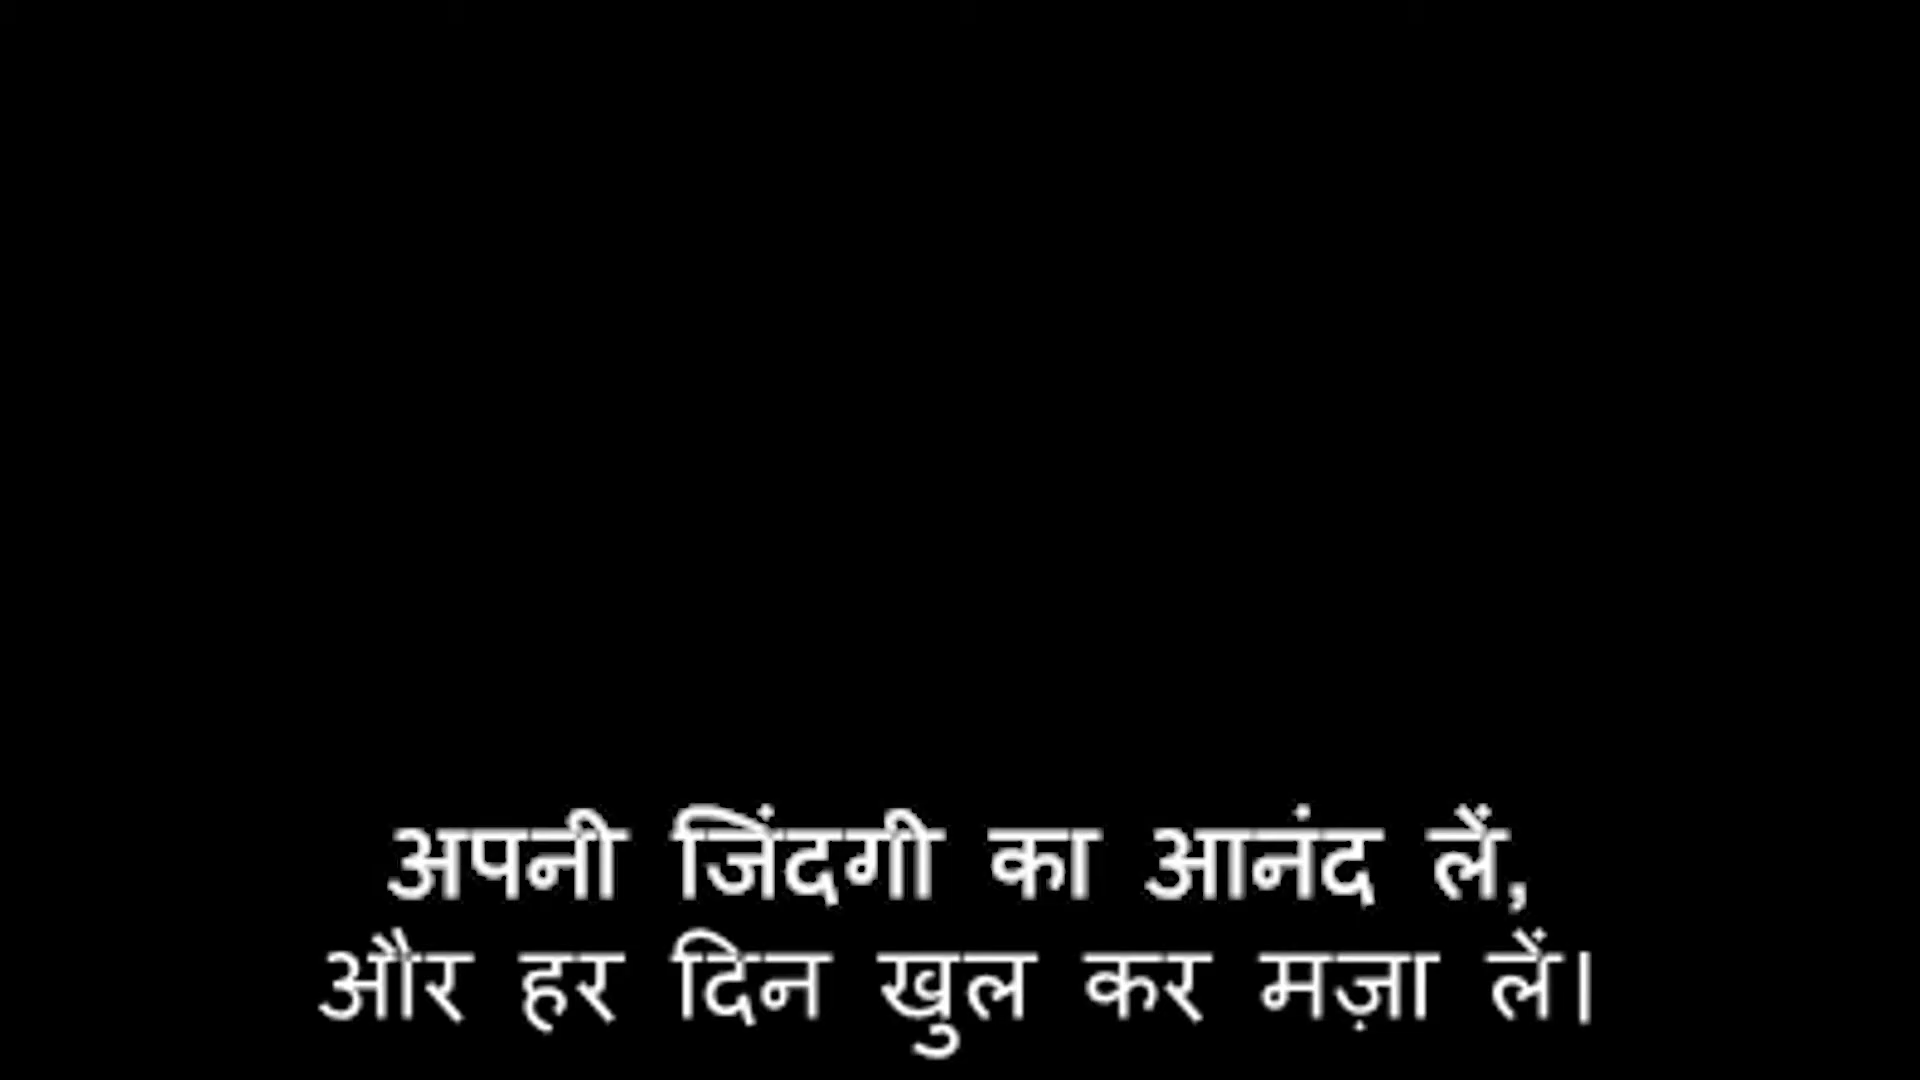 अपनी जिंदगी का आनंद लें,
और हर दिन खुल कर मज़ा लें।